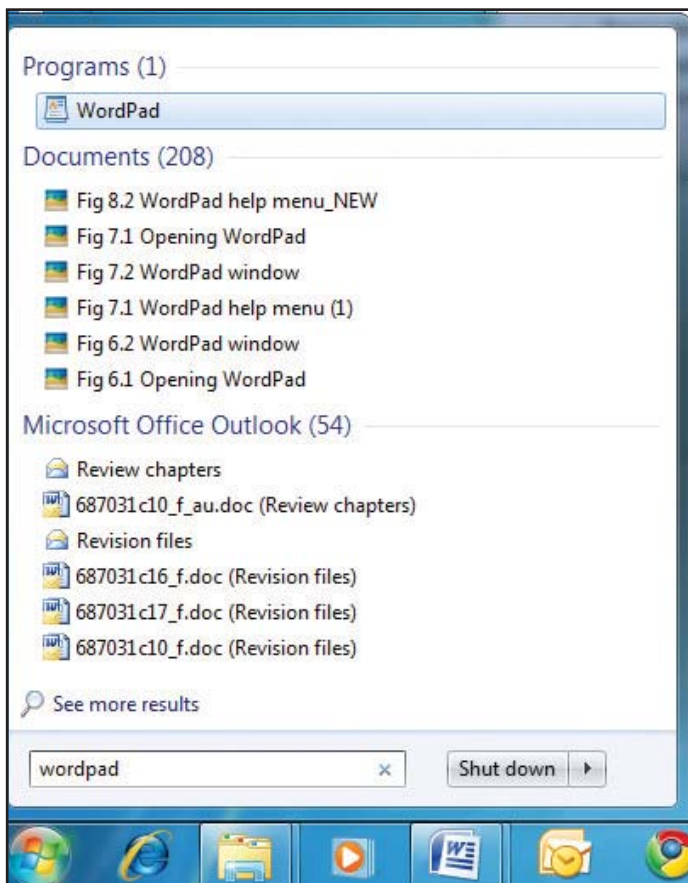 Programs (1)
WordPad
Documents (208)
Fig 8.2 WordPad help menu_NEW
Fig 7.1 Opening WordPad
Fig 7.2 WordPad window
Fig 7.1 WordPad help menu (1)
Fig 6.2 WordPad window
Fig 6.1 Opening WordPad
Microsoft Office Outlook (54)
Review chapters
687031c10_f_au.doc (Review chapters)
Revision files
687031c16_f.doc (Revision files)
687031c17_f.doc (Revision files)
687031c10_f.doc (Revision files)
See more results
wordpad Shut down